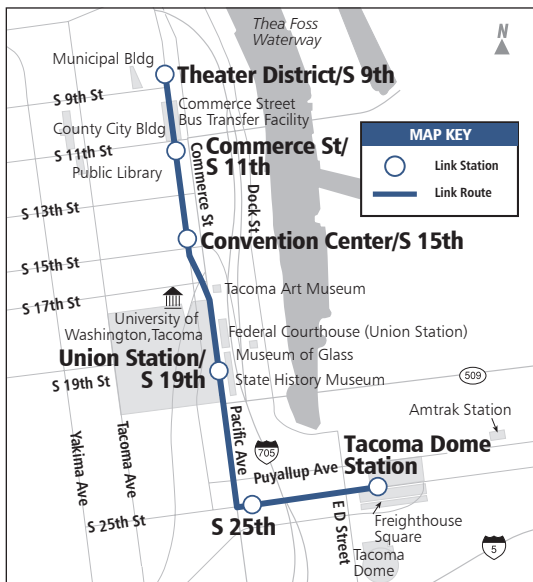 Thea Foss
Waterway
N
Municipal Bldg
Theater District/S 9th
S 9th St
Commerce Street
Bus Transfer Facility
County City Bldg
S 11th St
Commerce St/
S 11th
Public Library
MAP KEY
Link Station
Link Route
Commerce St
Dock St
S 13th St
Convention Center/S 15th
S 15th St
S 17th St
Tacoma Art Museum
University of
Washington,Tacoma
Federal Courthouse (Union Station)
Museum of Glass
Union Station/
S 19th
State History Museum
S 19th St
509
Amtrak Station
Yakima Ave
Tacoma Ave
Pacific Ave
705
Puyallup Ave
Tacoma Dome
Station
S 25th St
S 25th
E D Street
Freighthouse
Square
Tacoma
Dome
5